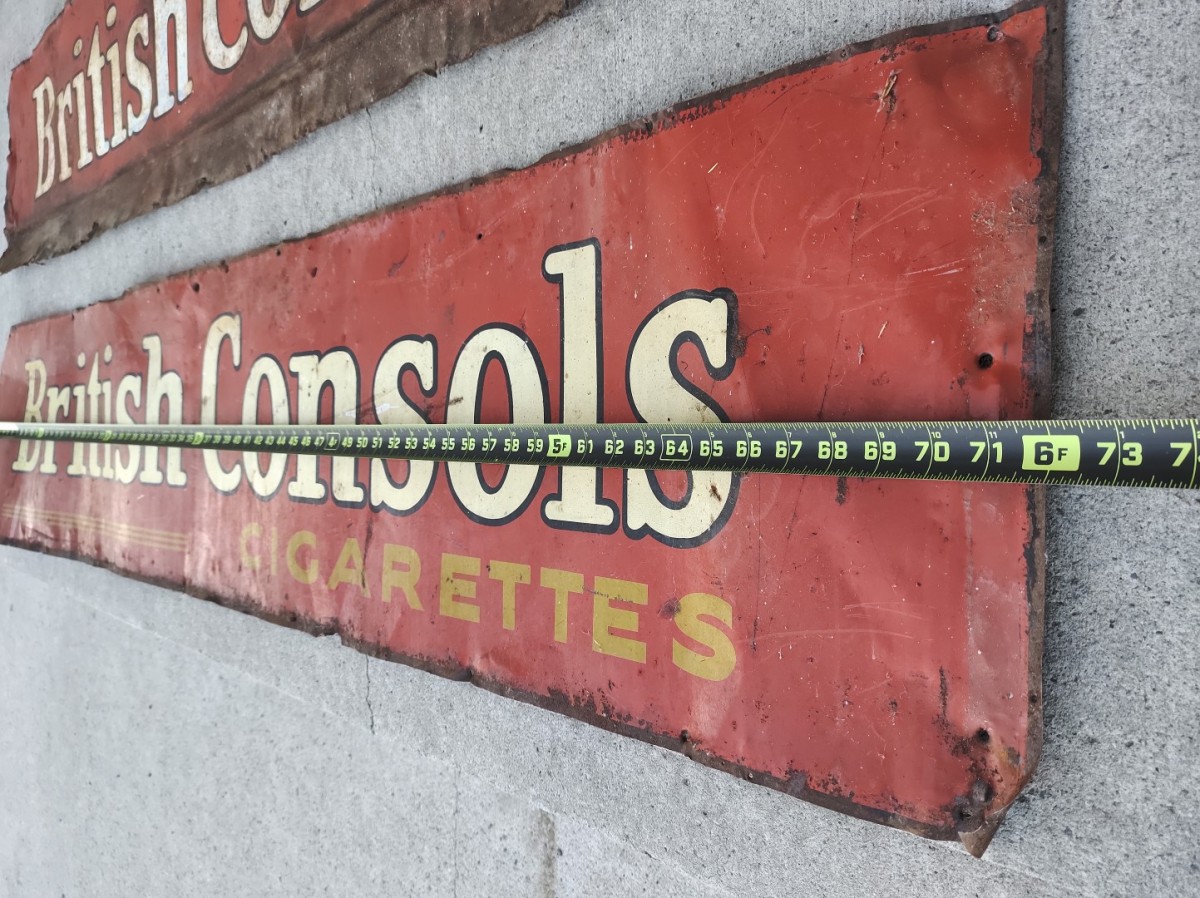 British Con
British Consols
49 50 51 52 53 54 55 56 57 58 59 5F 61 62 63 64 65 66 67 68 69 70 71 6F 73
CIGARETTES